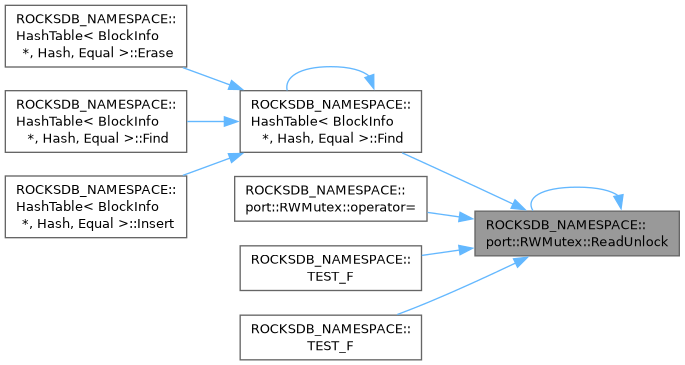 ROCKSDB_NAMESPACE::
HashTable< BlockInfo
*, Hash, Equal >::Erase
ROCKSDB_NAMESPACE::
HashTable< BlockInfo
*, Hash, Equal >::Find
ROCKSDB_NAMESPACE::
HashTable< BlockInfo
*, Hash, Equal >::Insert
ROCKSDB_NAMESPACE::
HashTable< BlockInfo
*, Hash, Equal >::Find
ROCKSDB_NAMESPACE::
port::RWMutex::operator=
ROCKSDB_NAMESPACE::
TEST_F
ROCKSDB_NAMESPACE::
TEST_F
ROCKSDB_NAMESPACE::
port::RWMutex::ReadUnlock